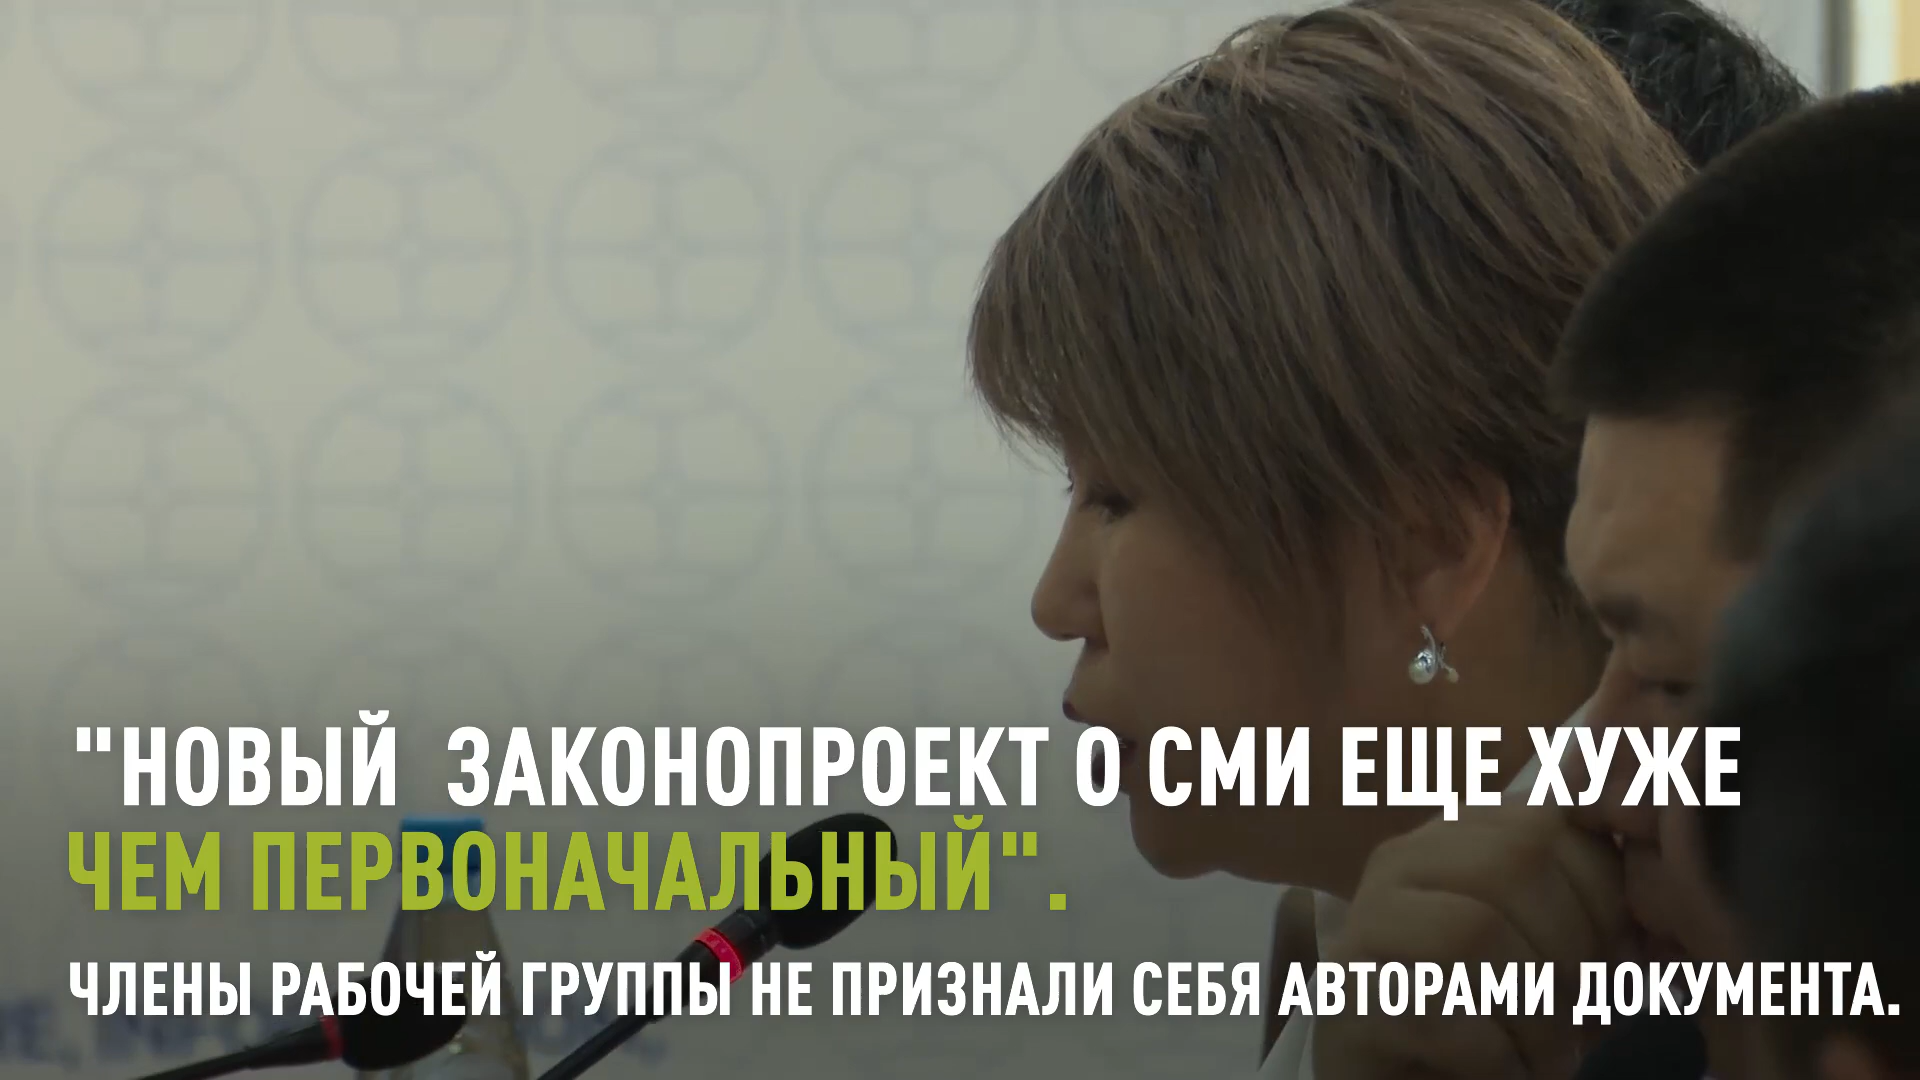 "НОВЫЙ ЗАКОНОПРОЕКТ О СМИ ЕЩЕ ХУЖЕ
ЧЕМ ПЕРВОНАЧАЛЬНЫЙ".
ЧЛЕНЫ РАБОЧЕЙ ГРУППЫ НЕ ПРИЗНАЛИ СЕБЯ АВТОРАМИ ДОКУМЕНТА.